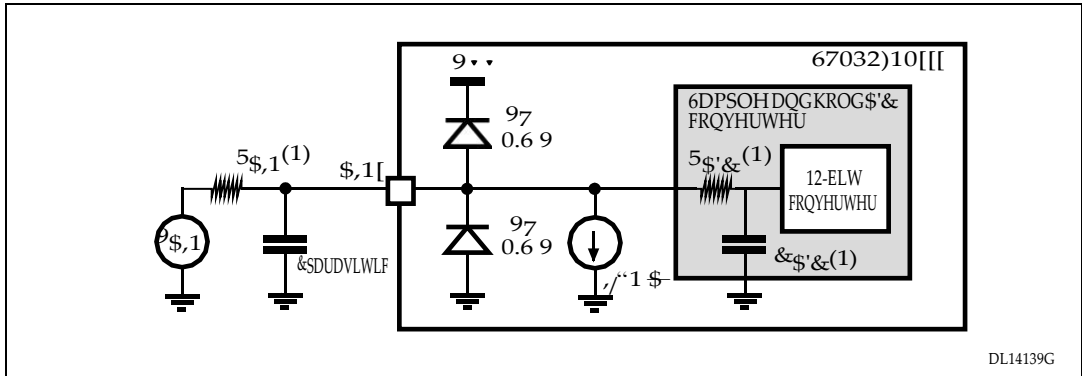 67032)10[[[
9••
6DPSOHDQGKROG$'&
FRQYHUWHU
97
0.6 9
5$,1(1)
$,1[
5$'&(1)
12-ELW
FRQYHUWHU
9$,1
&SDUDVLWLF
97
0.6 9
,/“1 $
&$'&(1)
DL14139G